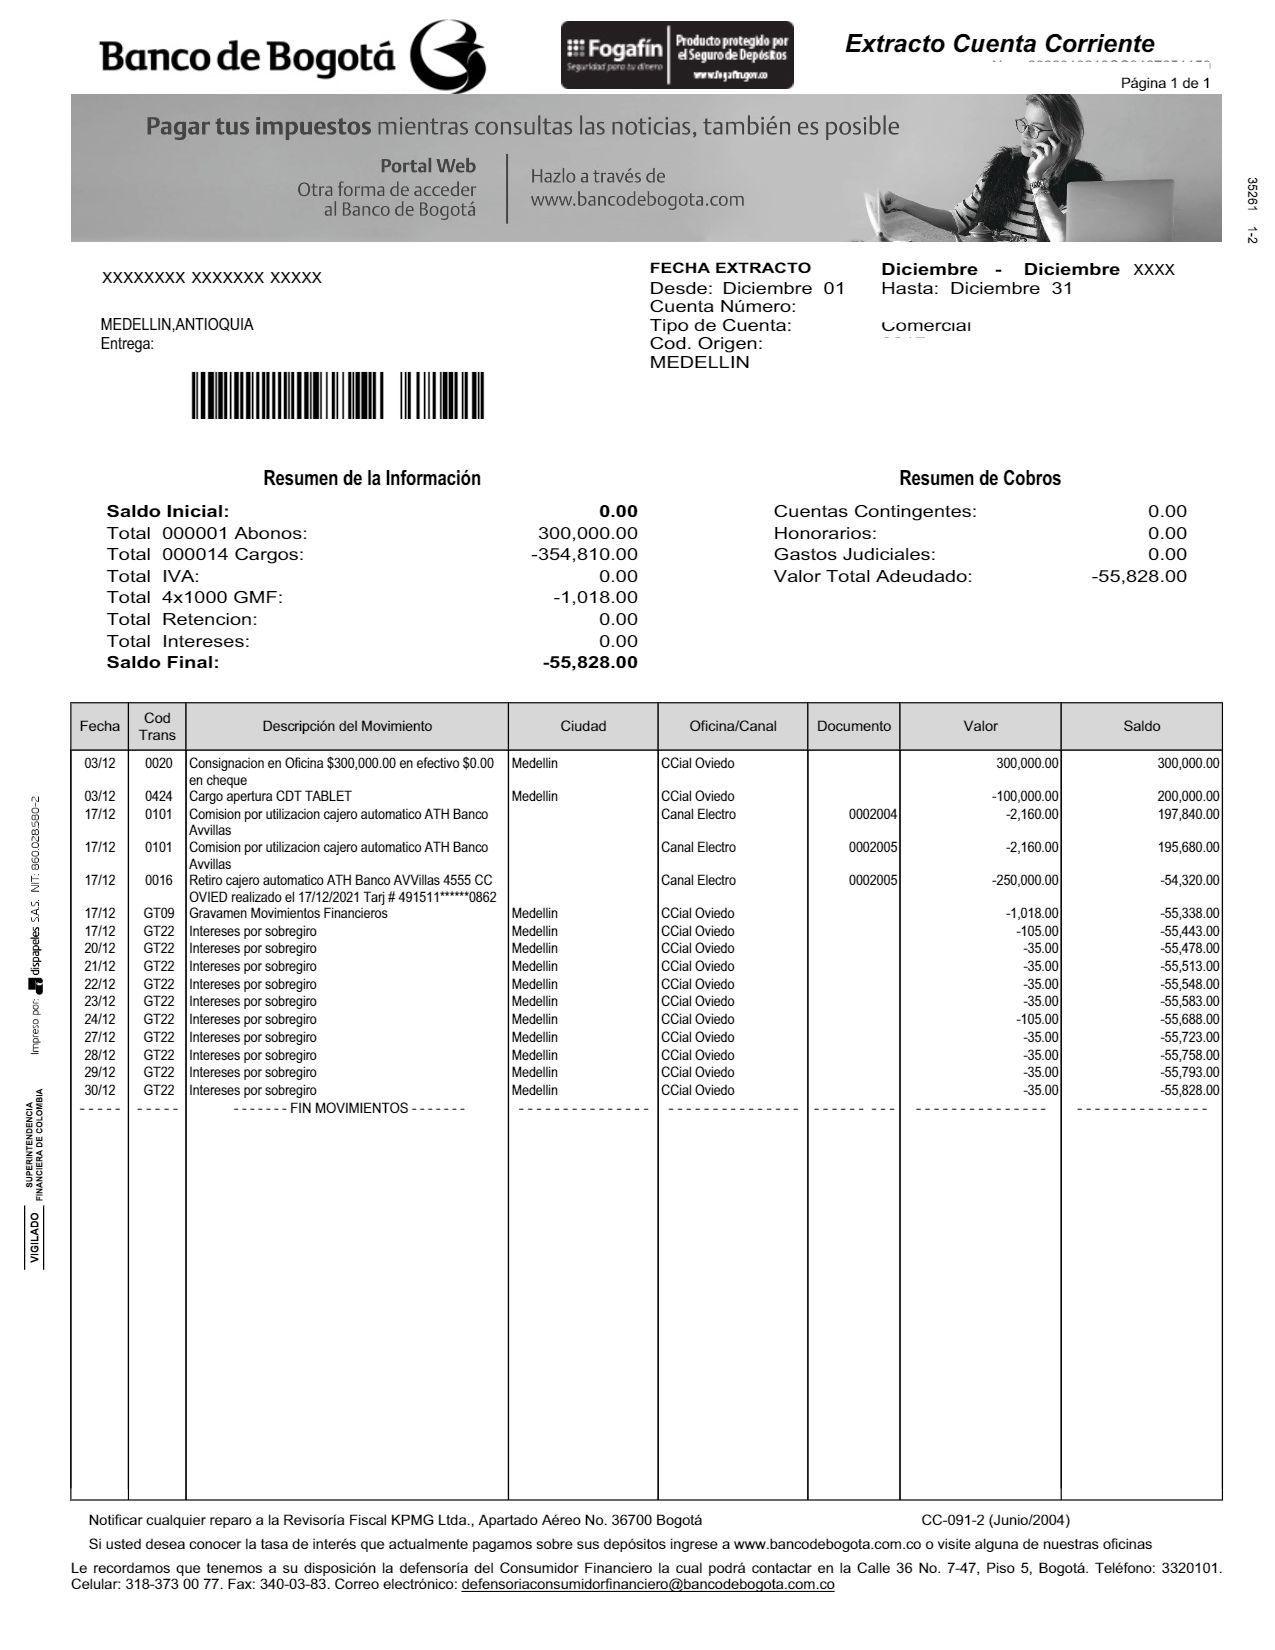 Banco de Bogotá
Fogafín
Seguridad para tu dinero
Producto protegido por
el Seguro de Depósitos
www.fogafin.gov.co
Extracto Cuenta Corriente
Página 1 de 1
Pagar tus impuestos mientras consultas las noticias, también es posible
Portal Web
Otra forma de acceder
al Banco de Bogotá
Hazlo a través de
www.bancodebogota.com
35261 1-2
XXXXXXXX XXXXXXX XXXXX
MEDELLIN,ANTIOQUIA
Entrega:
FECHA EXTRACTO Diciembre - Diciembre XXXX
Desde: Diciembre 01 Hasta: Diciembre 31
Cuenta Número:
Tipo de Cuenta: Comercial
Cod. Origen:
MEDELLIN
Resumen de la Información
Saldo Inicial: 0.00
Total 000001 Abonos: 300,000.00
Total 000014 Cargos: -354,810.00
Total IVA: 0.00
Total 4x1000 GMF: -1,018.00
Total Retencion: 0.00
Total Intereses: 0.00
Saldo Final: -55,828.00
Resumen de Cobros
Cuentas Contingentes: 0.00
Honorarios: 0.00
Gastos Judiciales: 0.00
Valor Total Adeudado: -55,828.00
Fecha Cod Trans Descripción del Movimiento Ciudad Oficina/Canal Documento Valor Saldo
03/12 0020 Consignacion en Oficina $300,000.00 en efectivo $0.00 Medellin CCial Oviedo 300,000.00 300,000.00
en cheque
03/12 0424 Cargo apertura CDT TABLET Medellin CCial Oviedo -100,000.00 200,000.00
17/12 0101 Comision por utilizacion cajero automatico ATH Banco Canal Electro 0002004 -2,160.00 197,840.00
Avvillas
17/12 0101 Comision por utilizacion cajero automatico ATH Banco Canal Electro 0002005 -2,160.00 195,680.00
Avvillas
17/12 0016 Retiro cajero automatico ATH Banco AVVillas 4555 CC Canal Electro 0002005 -250,000.00 -54,320.00
OVIED realizado el 17/12/2021 Tarj # 491511******0862
17/12 GT09 Gravamen Movimientos Financieros Medellin CCial Oviedo -1,018.00 -55,338.00
17/12 GT22 Intereses por sobregiro Medellin CCial Oviedo -105.00 -55,443.00
20/12 GT22 Intereses por sobregiro Medellin CCial Oviedo -35.00 -55,478.00
21/12 GT22 Intereses por sobregiro Medellin CCial Oviedo -35.00 -55,513.00
22/12 GT22 Intereses por sobregiro Medellin CCial Oviedo -35.00 -55,548.00
23/12 GT22 Intereses por sobregiro Medellin CCial Oviedo -35.00 -55,583.00
24/12 GT22 Intereses por sobregiro Medellin CCial Oviedo -105.00 -55,688.00
27/12 GT22 Intereses por sobregiro Medellin CCial Oviedo -35.00 -55,723.00
28/12 GT22 Intereses por sobregiro Medellin CCial Oviedo -35.00 -55,758.00
29/12 GT22 Intereses por sobregiro Medellin CCial Oviedo -35.00 -55,793.00
30/12 GT22 Intereses por sobregiro Medellin CCial Oviedo -35.00 -55,828.00
- - - - - - - - - - - - - - - - - FIN MOVIMIENTOS - - - - - - - - - - - - - - - - - - - - - - - - - - - - - - - - - - - - - - - - - - - - - - - - - - - - - - - - - - - - - - - - - - - - - -
Impreso por: dispapeles S.A.S. NIT: 860.028.580-2
VIGILADO SUPERINTENDENCIA
FINANCIERA DE COLOMBIA
Notificar cualquier reparo a la Revisoría Fiscal KPMG Ltda., Apartado Aéreo No. 36700 Bogotá CC-091-2 (Junio/2004)
Si usted desea conocer la tasa de interés que actualmente pagamos sobre sus depósitos ingrese a www.bancodebogota.com.co o visite alguna de nuestras oficinas
Le recordamos que tenemos a su disposición la defensoría del Consumidor Financiero la cual podrá contactar en la Calle 36 No. 7-47, Piso 5, Bogotá. Teléfono: 3320101.
Celular: 318-373 00 77. Fax: 340-03-83. Correo electrónico: defensoriaconsumidorfinanciero@bancodebogota.com.co